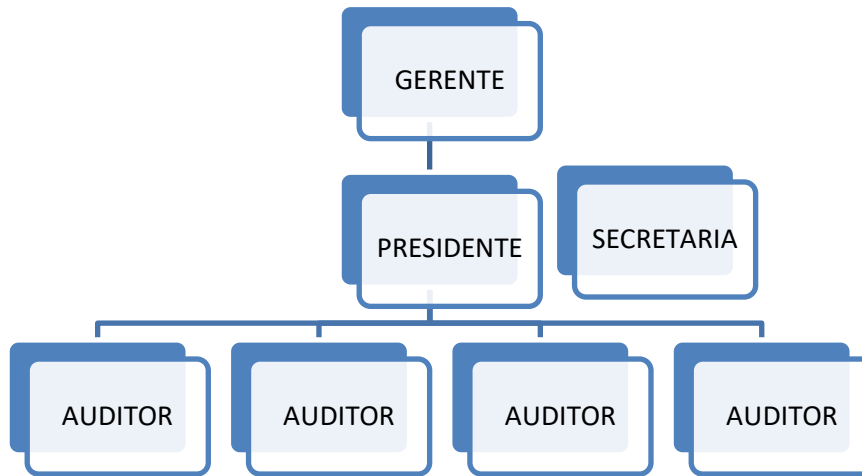 GERENTE
PRESIDENTE
SECRETARIA
AUDITOR
AUDITOR
AUDITOR
AUDITOR